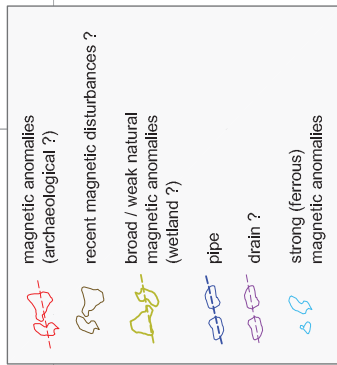 magnetic anomalies
(archaeological ?)
recent magnetic disturbances ?
broad / weak natural
magnetic anomalies
(wetland ?)
pipe
drain ?
strong (ferrous)
magnetic anomalies